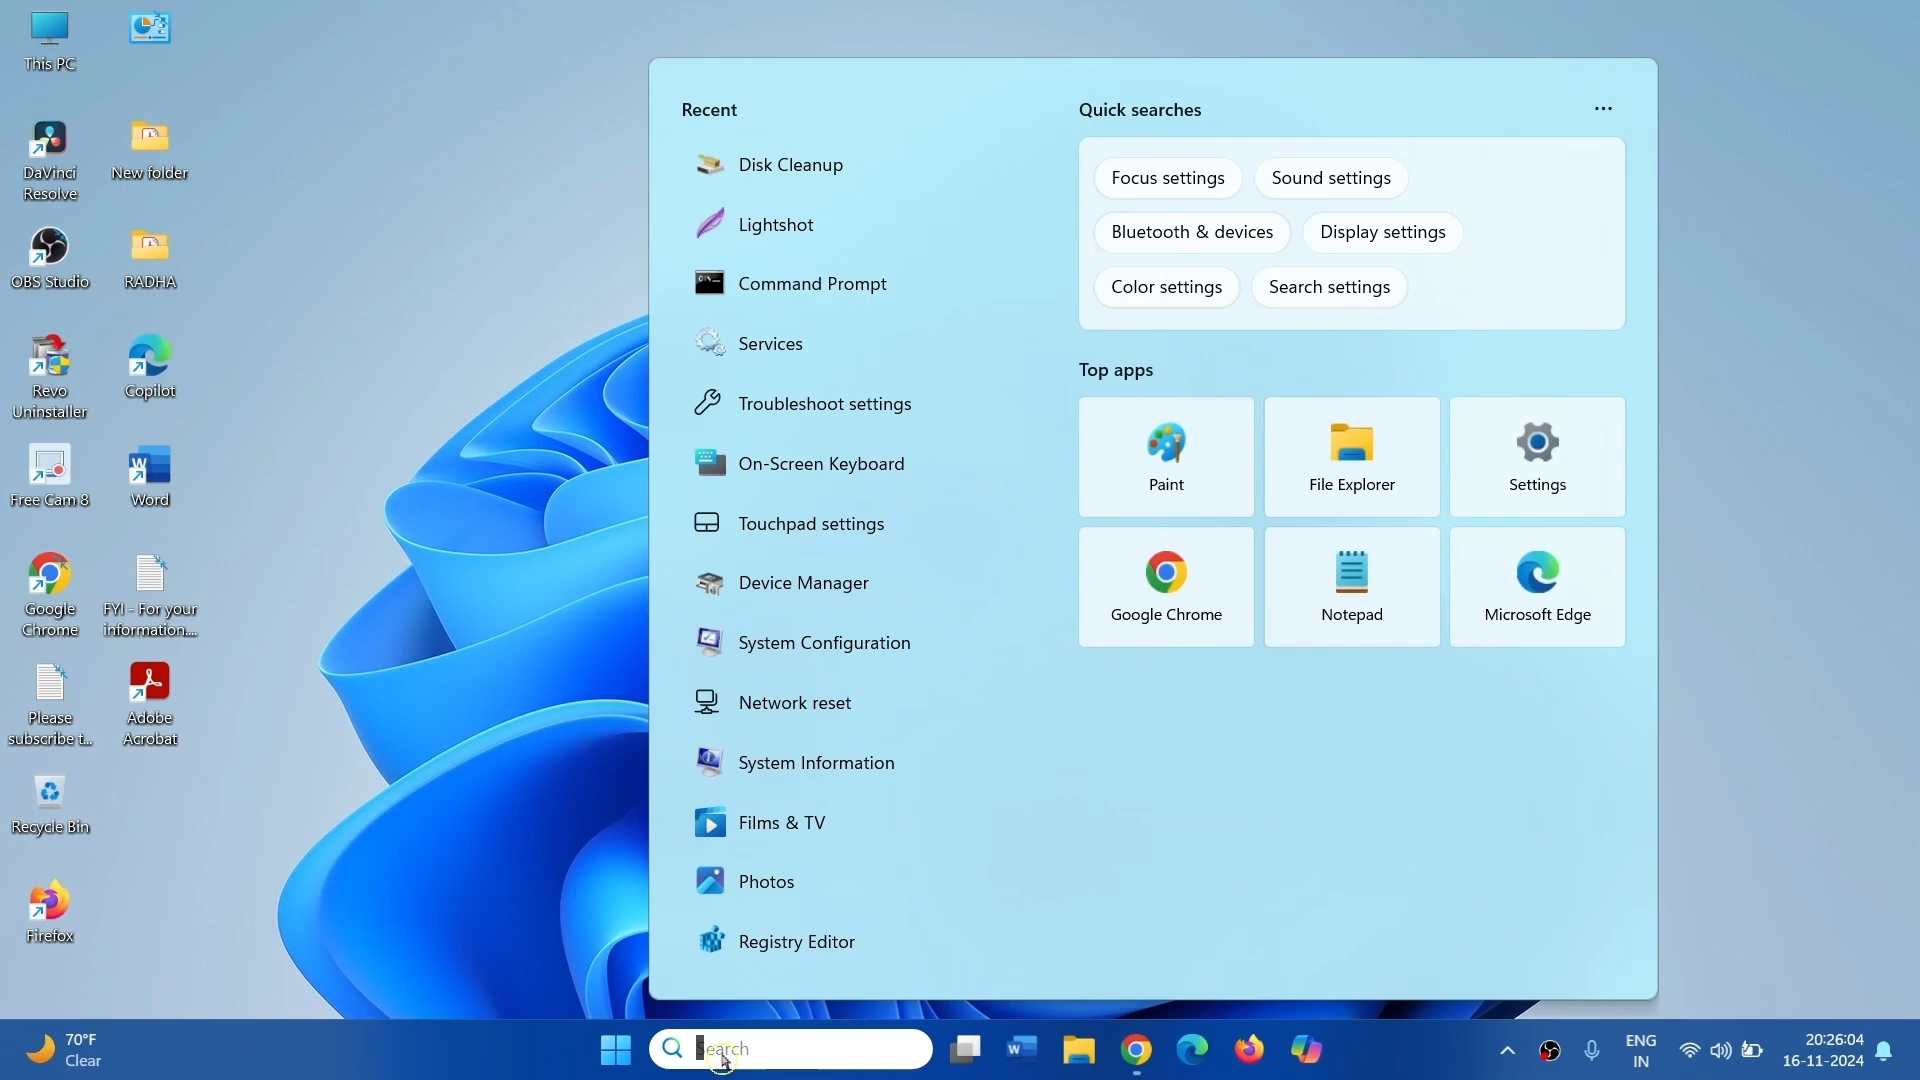 This PC
DaVinci
Resolve
New folder
OBS Studio
RADHA
Revo
Uninstaller
Copilot
Free Cam 8
Word
Google
Chrome
FYI - For your
information....
Please
subscribe t...
Adobe
Acrobat
Recycle Bin
Firefox
Recent
Disk Cleanup
Lightshot
Command Prompt
Services
Troubleshoot settings
On-Screen Keyboard
Touchpad settings
Device Manager
System Configuration
Network reset
System Information
Films & TV
Photos
Registry Editor
Quick searches
Focus settings
Sound settings
Bluetooth & devices
Display settings
Color settings
Search settings
Top apps
Paint
File Explorer
Settings
Google Chrome
Notepad
Microsoft Edge
70°F
Clear
Search
ENG
IN
20:26:04
16-11-2024